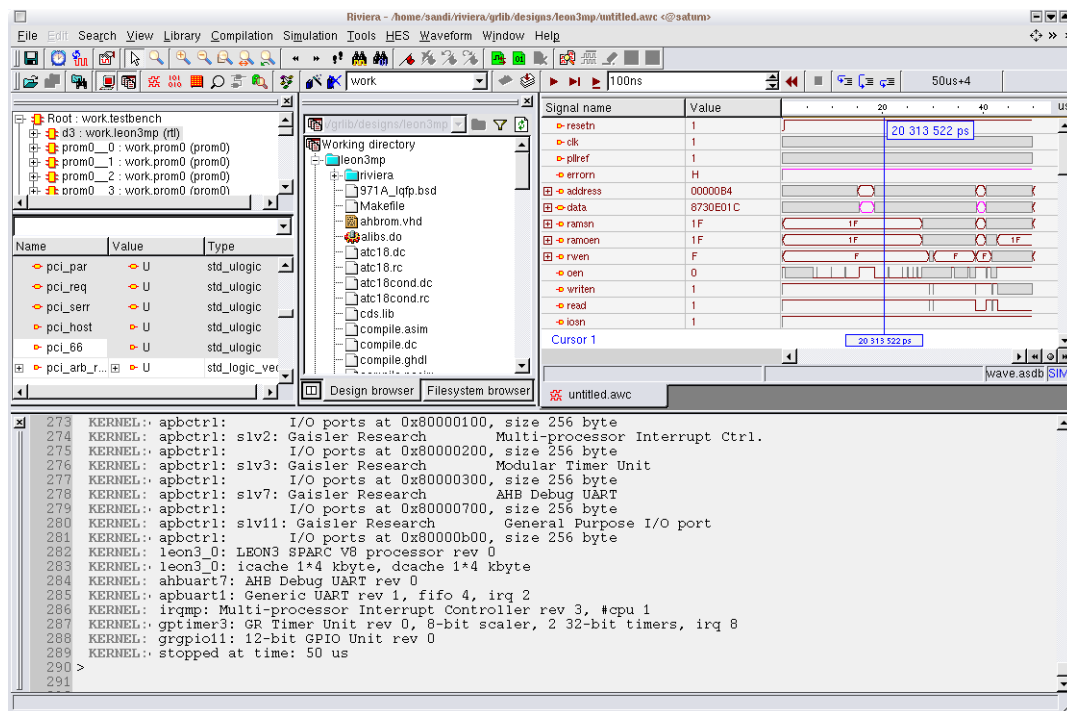 Riviera - /home/sandi/riviera/grlib/designs/leon3mp/untitled.awc <@saturn>
File Edit Search View Library Compilation Simulation Tools HES Waveform Window Help
work
100ns
50us+4
Root : work.testbench
d3 : work.leon3mp (rtl)
prom0__0 : work.prom0 (prom0)
prom0__1 : work.prom0 (prom0)
prom0__2 : work.prom0 (prom0)
prom0__3 : work.prom0 (prom0)
Name Value Type
pci_par U std_ulogic
pci_req U std_ulogic
pci_serr U std_ulogic
pci_host U std_ulogic
pci_66 U std_ulogic
pci_arb_r... U std_logic_vec
v/grlib/designs/leon3mp
Working directory
leon3mp
riviera
971A_lqfp.bsd
Makefile
ahbrom.vhd
alibs.do
atc18.dc
atc18.rc
atc18cond.dc
atc18cond.rc
cds.lib
compile.asim
compile.dc
compile.ghdl
Design browser Filesystem browser
Signal name Value 20 40 us
20 313 522 ps
resetn 1
clk 1
pllref 1
errorn H
address 00000B4
data 8730E01C
ramsn 1F 1F
ramoen 1F 1F 1F
rwen F F F F
oen 0
writen 1
read 1
iosn 1
Cursor 1 20 313 522 ps
wave.asdb SIM
untitled.awc
273 KERNEL: apbctrl: I/O ports at 0x80000100, size 256 byte
274 KERNEL: apbctrl: slv2: Gaisler Research Multi-processor Interrupt Ctrl.
275 KERNEL: apbctrl: I/O ports at 0x80000200, size 256 byte
276 KERNEL: apbctrl: slv3: Gaisler Research Modular Timer Unit
277 KERNEL: apbctrl: I/O ports at 0x80000300, size 256 byte
278 KERNEL: apbctrl: slv7: Gaisler Research AHB Debug UART
279 KERNEL: apbctrl: I/O ports at 0x80000700, size 256 byte
280 KERNEL: apbctrl: slv11: Gaisler Research General Purpose I/O port
281 KERNEL: apbctrl: I/O ports at 0x80000b00, size 256 byte
282 KERNEL: leon3_0: LEON3 SPARC V8 processor rev 0
283 KERNEL: leon3_0: icache 1*4 kbyte, dcache 1*4 kbyte
284 KERNEL: ahbuart7: AHB Debug UART rev 0
285 KERNEL: apbuart1: Generic UART rev 1, fifo 4, irq 2
286 KERNEL: irqmp: Multi-processor Interrupt Controller rev 3, #cpu 1
287 KERNEL: gptimer3: GR Timer Unit rev 0, 8-bit scaler, 2 32-bit timers, irq 8
288 KERNEL: grgpio11: 12-bit GPIO Unit rev 0
289 KERNEL: stopped at time: 50 us
290 >
291